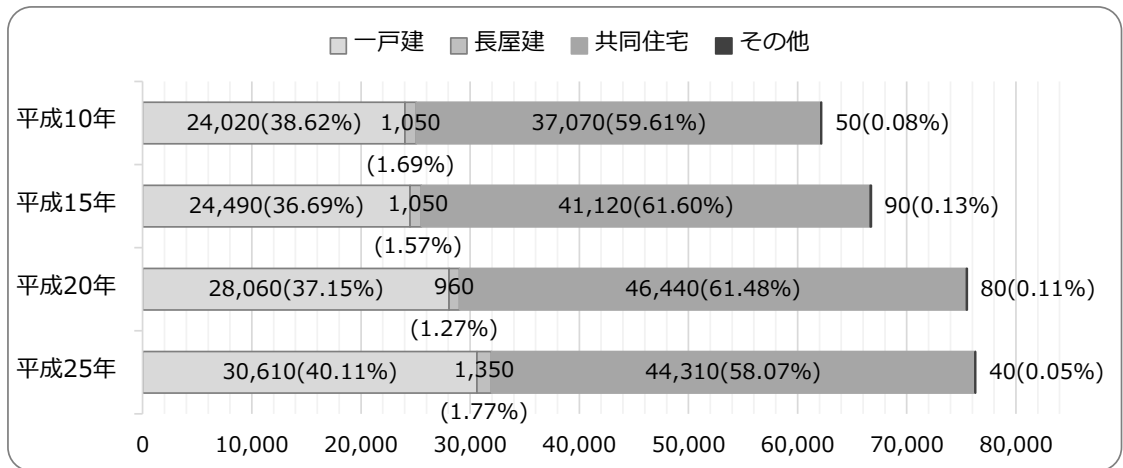 一戸建 長屋建 共同住宅 その他
平成10年 24,020(38.62%) 1,050 37,070(59.61%) 50(0.08%)
(1.69%)
平成15年 24,490(36.69%) 1,050 41,120(61.60%) 90(0.13%)
(1.57%)
平成20年 28,060(37.15%) 960 46,440(61.48%) 80(0.11%)
(1.27%)
平成25年 30,610(40.11%) 1,350 44,310(58.07%) 40(0.05%)
(1.77%)
0 10,000 20,000 30,000 40,000 50,000 60,000 70,000 80,000